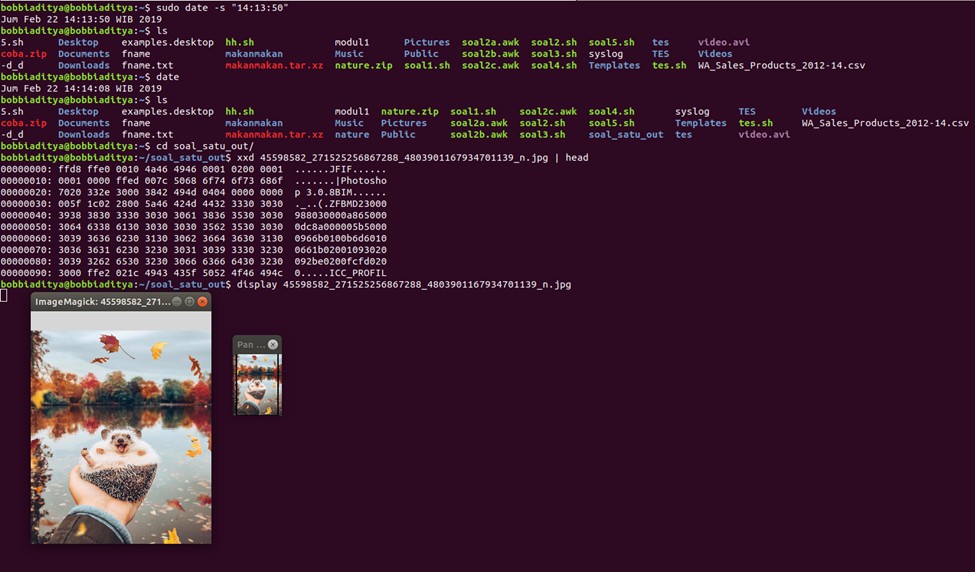 bobbiaditya@bobbiaditya:~$ sudo date -s "14:13:50"
Jum Feb 22 14:13:50 WIB 2019
bobbiaditya@bobbiaditya:~$ ls
5.sh Desktop examples.desktop hh.sh modul1 Pictures soal2a.awk soal2.sh soal5.sh tes video.avi
coba.zip Documents fname makanmakan Music Public soal2b.awk soal3.sh syslog TES Videos
-d_d Downloads fname.txt makanmakan.tar.xz nature.zip soal1.sh soal2c.awk soal4.sh Templates tes.sh WA_Sales_Products_2012-14.csv
bobbiaditya@bobbiaditya:~$ date
Jum Feb 22 14:14:08 WIB 2019
bobbiaditya@bobbiaditya:~$ ls
5.sh Desktop examples.desktop hh.sh modul1 nature.zip soal1.sh soal2c.awk soal4.sh syslog TES Videos
coba.zip Documents fname makanmakan Music Pictures soal2a.awk soal2.sh soal5.sh Templates tes.sh WA_Sales_Products_2012-14.csv
-d_d Downloads fname.txt makanmakan.tar.xz nature Public soal2b.awk soal3.sh soal_satu_out tes video.avi
bobbiaditya@bobbiaditya:~$ cd soal_satu_out/
bobbiaditya@bobbiaditya:~/soal_satu_out$ xxd 45598582_271525256867288_4803901167934701139_n.jpg | head
00000000: ffd8 ffe0 0010 4a46 4946 0001 0200 0001 ......JFIF......
00000010: 0001 0000 ffed 007c 5068 6f74 6f73 686f .......|Photosho
00000020: 7020 332e 3000 3842 494d 0404 0000 0000 p 3.0.8BIM......
00000030: 005f 1c02 2800 5a46 424d 4432 3330 3030 ._..(.ZFBMD23000
00000040: 3938 3830 3330 3030 3061 3836 3530 3030 988030000a865000
00000050: 3064 6338 6130 3030 3030 3562 3530 3030 0dc8a000005b5000
00000060: 3039 3636 6230 3130 3062 3664 3630 3130 0966b0100b6d6010
00000070: 3036 3631 6230 3230 3031 3039 3330 3230 0661b02001093020
00000080: 3039 3262 6530 3230 3066 6366 6430 3230 092be0200fcfd020
00000090: 3000 ffe2 021c 4943 435f 5052 4f46 494c 0.....ICC_PROFIL
bobbiaditya@bobbiaditya:~/soal_satu_out$ display 45598582_271525256867288_4803901167934701139_n.jpg
ImageMagick: 45598582_271...
Pan ...